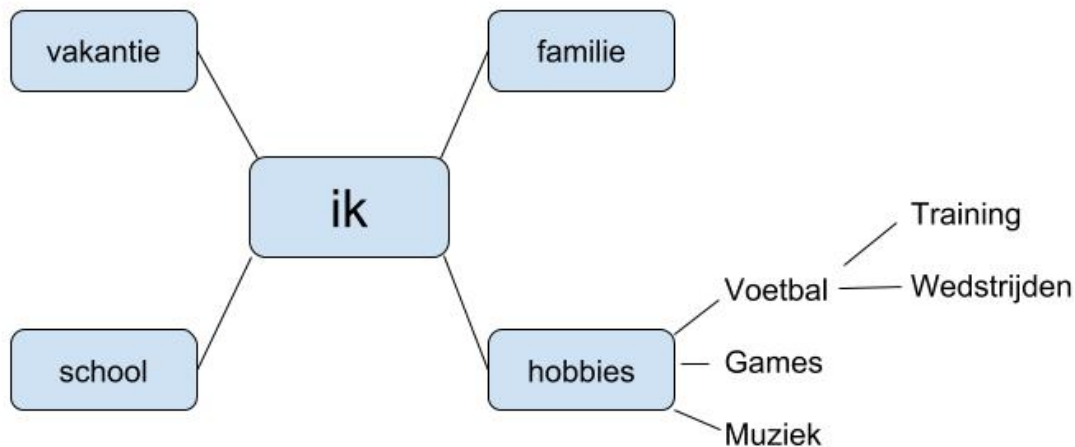 vakantie
familie
ik
Training
Voetbal
Wedstrijden
Games
school
hobbies
Muziek